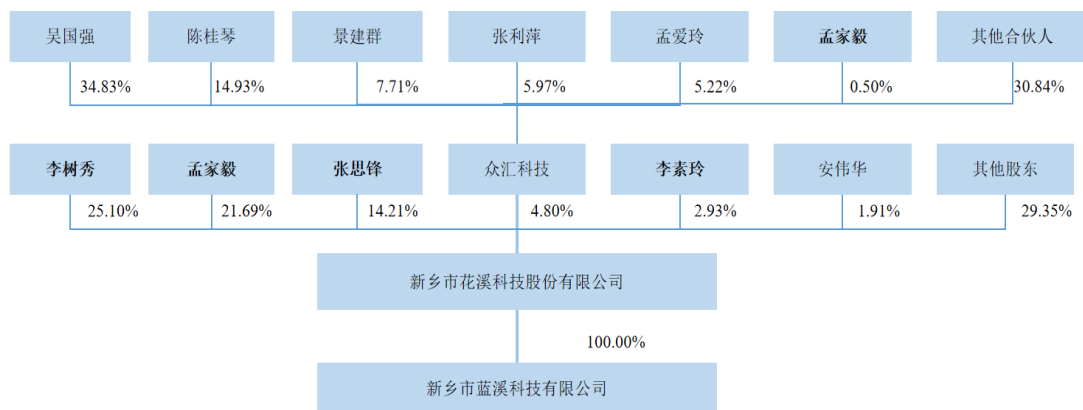 吴国强 陈桂琴 景建群 张利萍 孟爱玲 孟家毅 其他合伙人
34.83% 14.93% 7.71% 5.97% 5.22% 0.50% 30.84%
李树秀 孟家毅 张思锋 众汇科技 李素玲 安伟华 其他股东
25.10% 21.69% 14.21% 4.80% 2.93% 1.91% 29.35%
新乡市花溪科技股份有限公司
100.00%
新乡市蓝溪科技有限公司